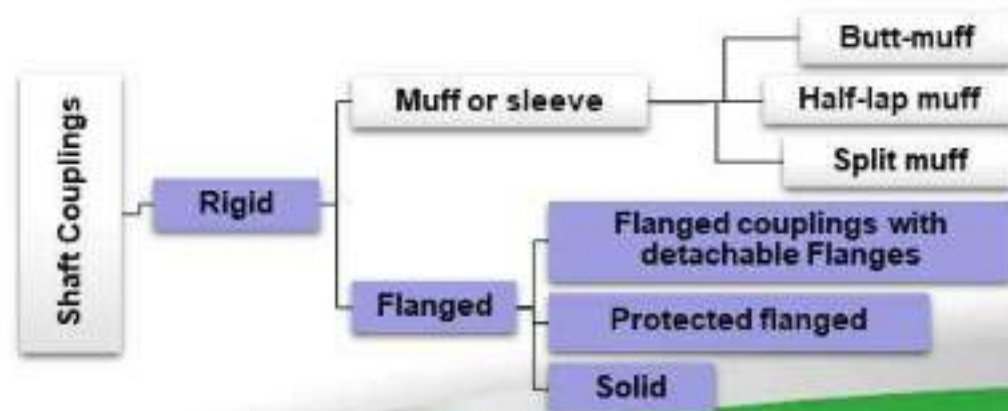 Shaft Couplings
Rigid
Muff or sleeve
Butt-muff
Half-lap muff
Split muff
Flanged
Flanged couplings with
detachable Flanges
Protected flanged
Solid